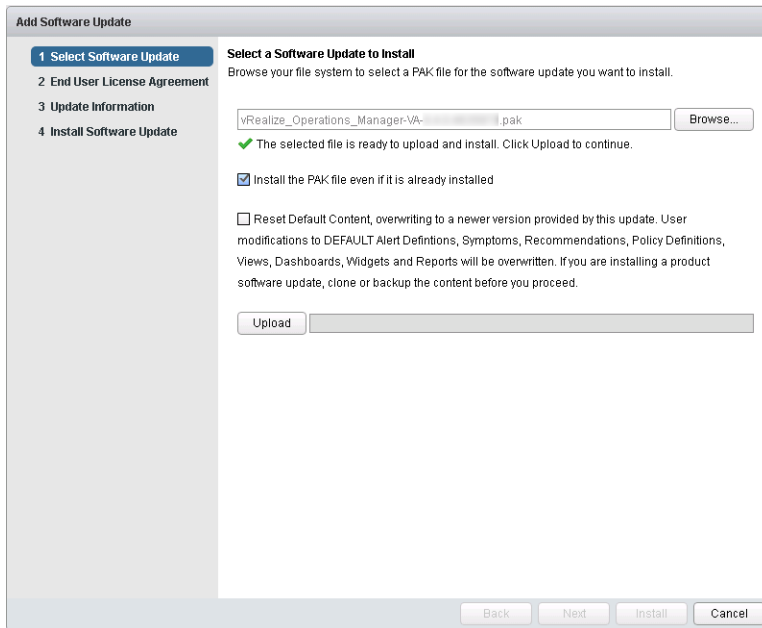 Add Software Update
1 Select Software Update
2 End User License Agreement
3 Update Information
4 Install Software Update
Select a Software Update to Install
Browse your file system to select a PAK file for the software update you want to install.
vRealize_Operations_Manager-VA- .pak
Browse...
The selected file is ready to upload and install. Click Upload to continue.
Install the PAK file even if it is already installed
Reset Default Content, overwriting to a newer version provided by this update. User
modifications to DEFAULT Alert Defintions, Symptoms, Recommendations, Policy Definitions,
Views, Dashboards, Widgets and Reports will be overwritten. If you are installing a product
software update, clone or backup the content before you proceed.
Upload
Back Next Install Cancel